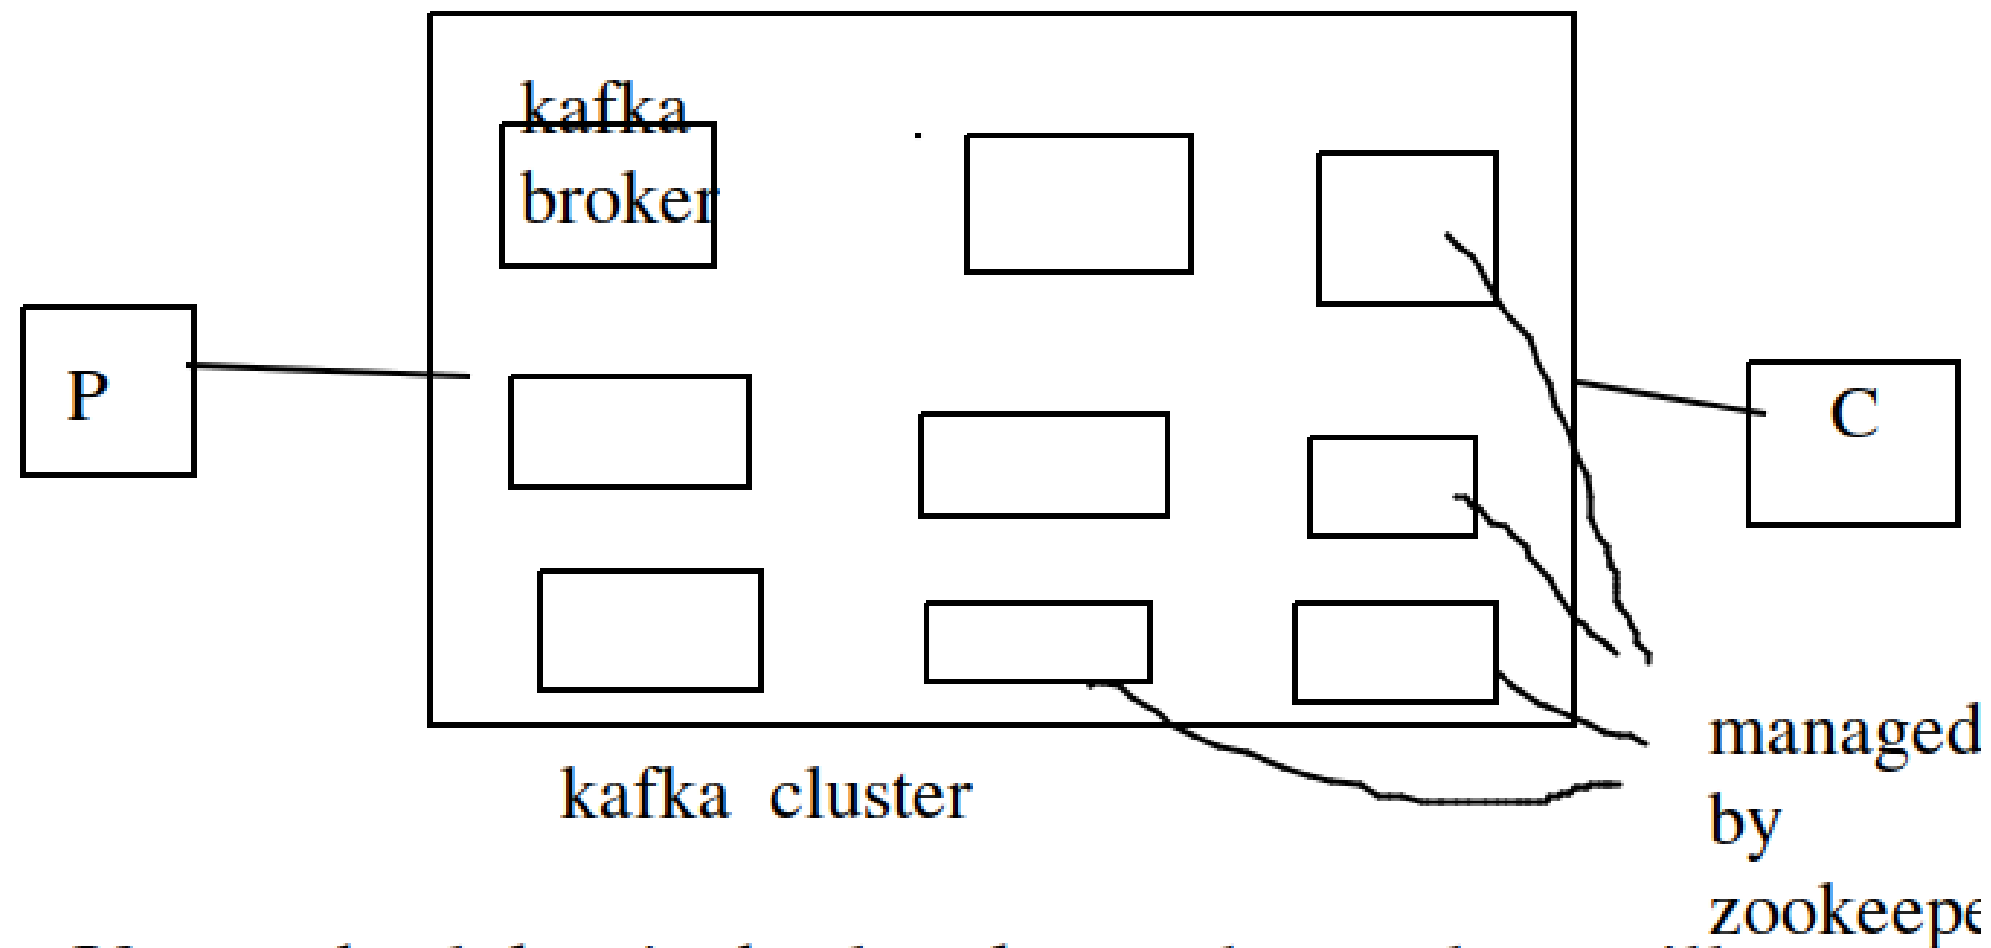 kafka
broker
P
C
kafka cluster
managed
by